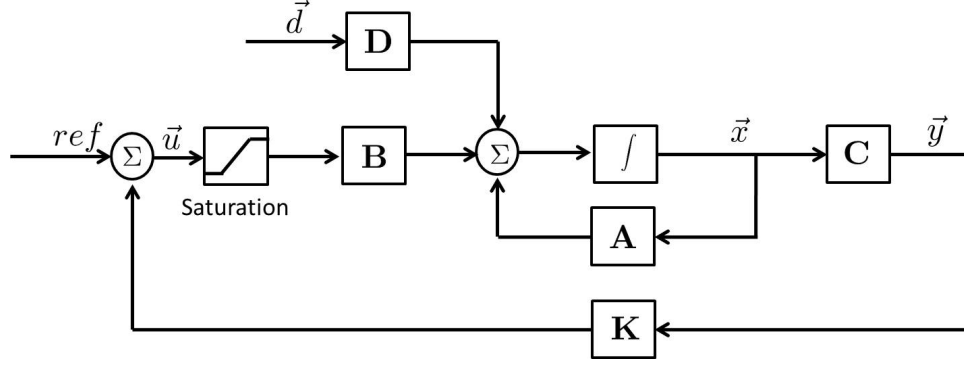 d⃗
D
ref
Σ
u⃗
Saturation
B
Σ
∫
x⃗
C
y⃗
A
K